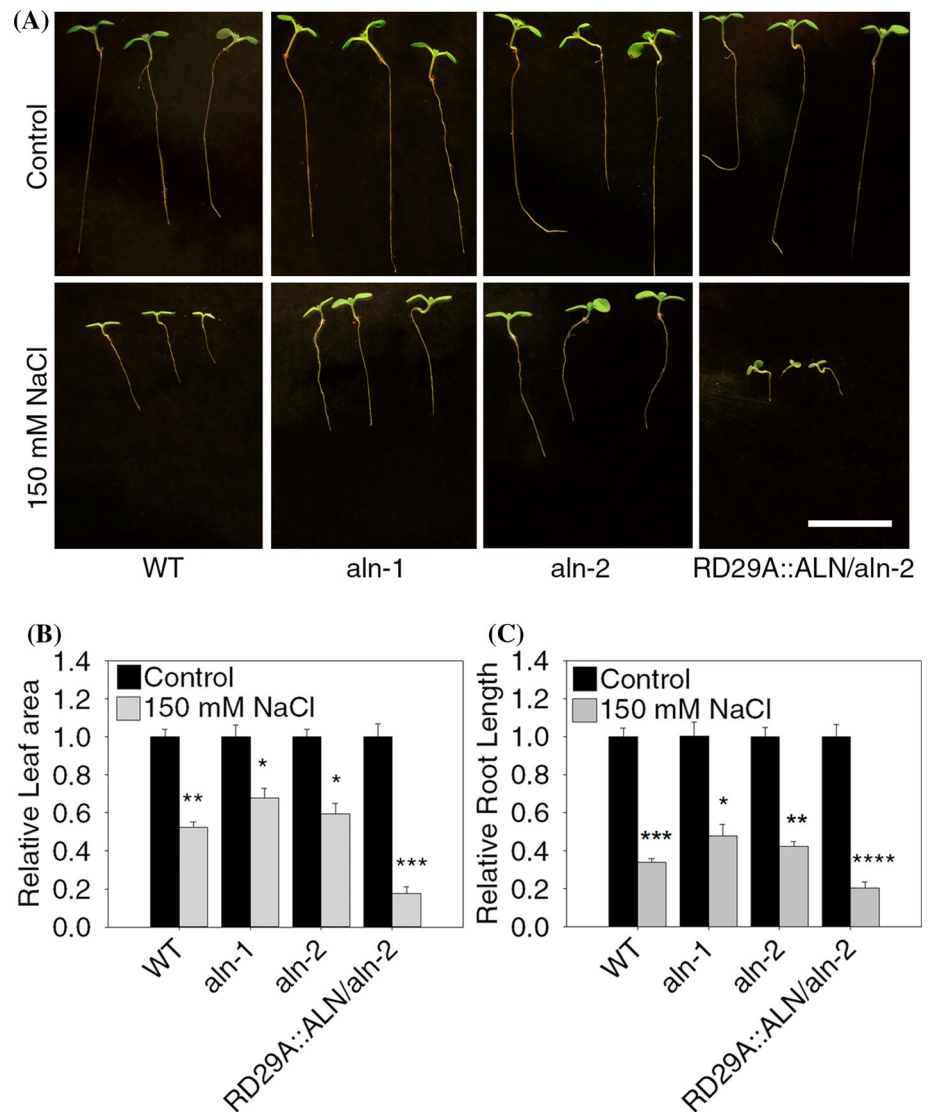 (A)
Control
150 mM NaCl
WT
aln-1
aln-2
RD29A::ALN/aln-2
(B)
Relative Leaf area
1.4
1.2
1.0
0.8
0.6
0.4
0.2
0.0
Control
150 mM NaCl
**
*
*
***
WT
aln-1
aln-2
RD29A::ALN/aln-2
(C)
Relative Root Length
1.4
1.2
1.0
0.8
0.6
0.4
0.2
0.0
Control
150 mM NaCl
***
*
**
****
WT
aln-1
aln-2
RD29A::ALN/aln-2